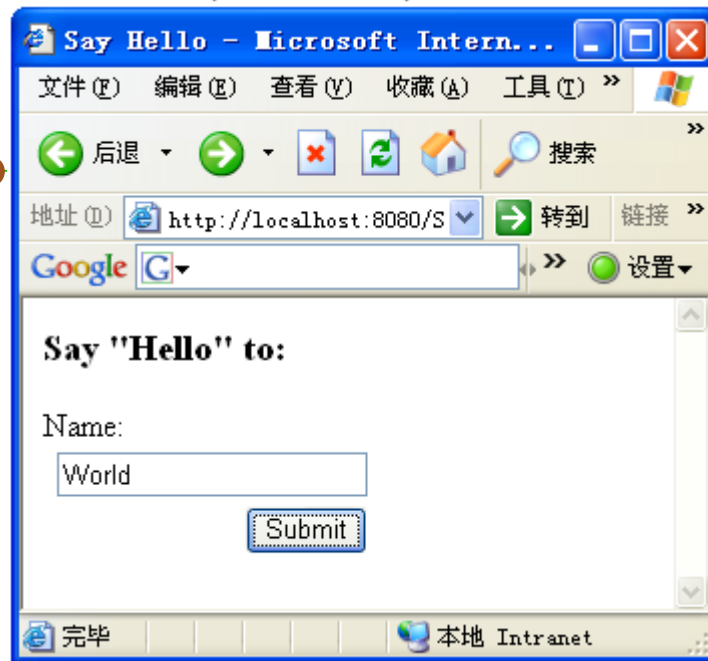 Say Hello - Microsoft Intern...
文件(F) 编辑(E) 查看(V) 收藏(A) 工具(T) »
后退 搜索 »
地址(D) http://localhost:8080/S 转到 链接 »
Google G » 设置
Say "Hello" to:
Name:
World
Submit
完毕 本地 Intranet